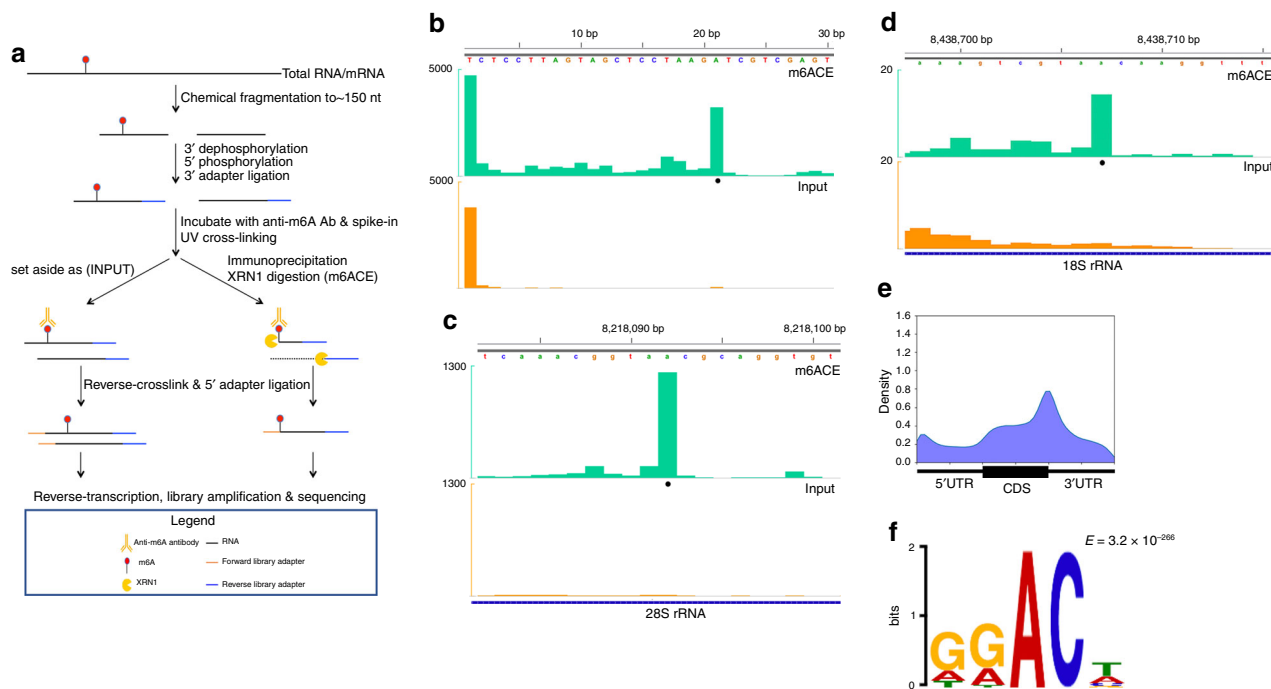 a
Total RNA/mRNA
Chemical fragmentation to~150 nt
3′ dephosphorylation
5′ phosphorylation
3′ adapter ligation
Incubate with anti-m6A Ab & spike-in
UV cross-linking
set aside as (INPUT)
Immunoprecipitation
XRN1 digestion (m6ACE)
Reverse-crosslink & 5′ adapter ligation
Reverse-transcription, library amplification & sequencing
Legend
Anti-m6A antibody
RNA
m6A
Forward library adapter
XRN1
Reverse library adapter
b
10 bp
20 bp
30 bp
T C T C C T T A G T A G C T C C T A A G A T C G T C G A G T
5000
m6ACE
5000
Input
c
8,218,090 bp
8,218,100 bp
t c a a a c g g t a a c g c a g g t g t
1300
m6ACE
1300
Input
28S rRNA
d
8,438,700 bp
8,438,710 bp
a a a g t c g t a a c a a g g t t t
20
m6ACE
20
Input
18S rRNA
e
1.6
1.4
1.2
1.0
0.8
0.6
0.4
0.2
0.0
Density
5′UTR
CDS
3′UTR
f
E = 3.2 × 10⁻²⁶⁶
2
1
0
bits
G G A C T
A A A